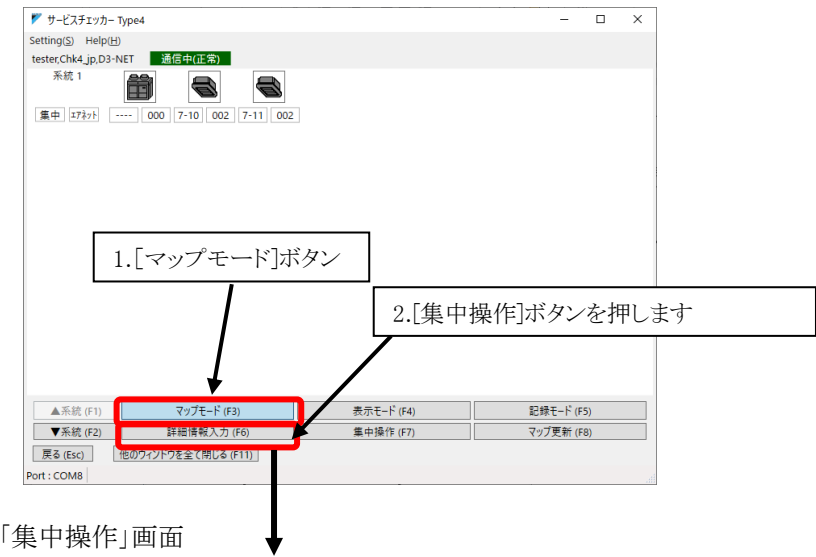 サービスチェッカー Type4
Setting(S) Help(H)
tester,Chk4_jp,D3-NET 通信中(正常)
系統 1
集中 エアネット ---- 000 7-10 002 7-11 002
1.[マップモード]ボタン
2.[集中操作]ボタンを押します
▲系統 (F1) マップモード (F3) 表示モード (F4) 記録モード (F5)
▼系統 (F2) 詳細情報入力 (F6) 集中操作 (F7) マップ更新 (F8)
戻る (Esc) 他のウィンドウを全て閉じる (F11)
Port : COM8
「集中操作」画面